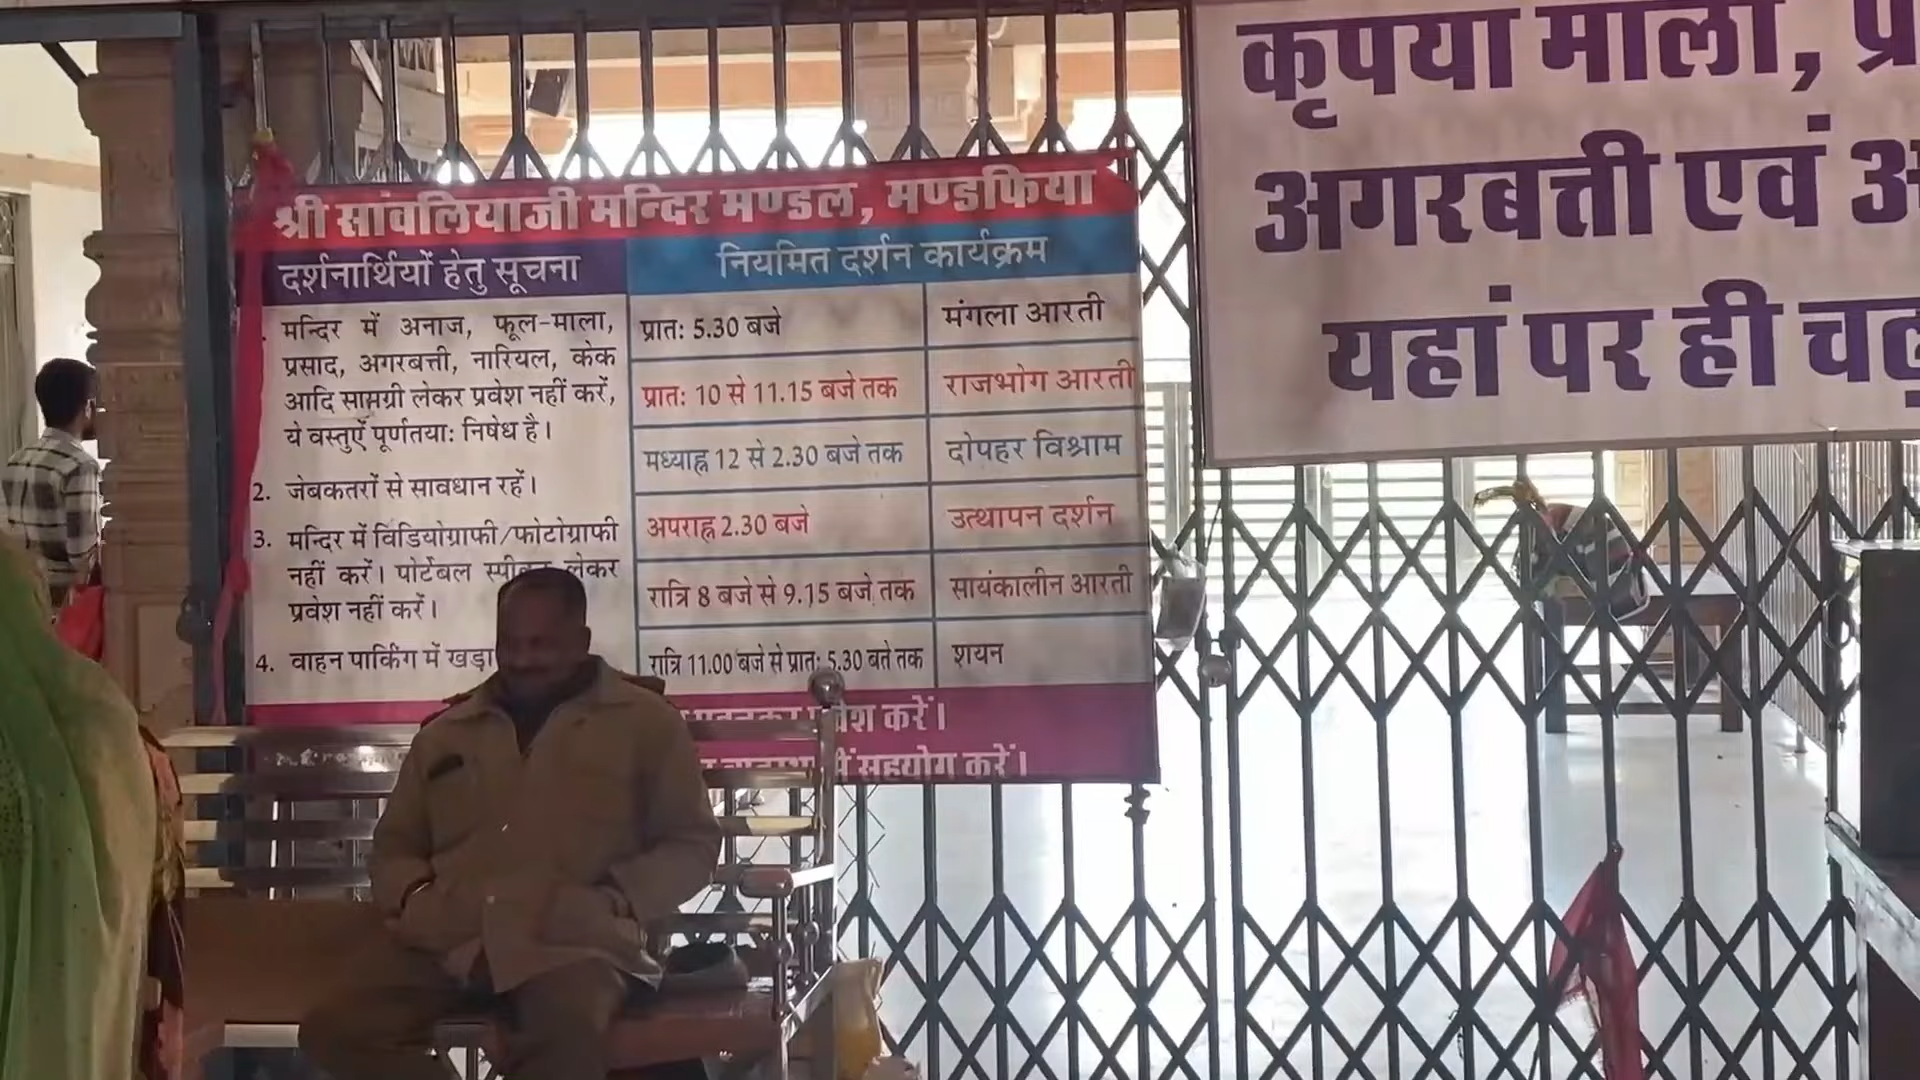 श्री सांवलियाजी मन्दिर मण्डल, मण्डफिया
दर्शनार्थियों हेतु सूचना
मन्दिर में अनाज, फूल-माला,
प्रसाद, अगरबत्ती, नारियल, केक
आदि सामग्री लेकर प्रवेश नहीं करें,
ये वस्तुऐं पूर्णतया: निषेध है।
2. जेबकतरों से सावधान रहें।
3. मन्दिर में विडियोग्राफी/फोटोग्राफी
नहीं करें। पोर्टेबल लेकर
प्रवेश नहीं करें।
4. वाहन पार्किंग में खड़ा
नियमित दर्शन कार्यक्रम
प्रात: 5.30 बजे मंगला आरती
प्रात: 10 से 11.15 बजे तक राजभोग आरती
मध्याह्न 12 से 2.30 बजे तक दोपहर विश्राम
अपराह्न 2.30 बजे उत्थापन दर्शन
रात्रि 8 बजे से 9.15 बजे तक सायंकालीन आरती
रात्रि 11.00 बजे से प्रात: 5.30 बते तक शयन
करें।
सहयोग करें।
कृपया माला,
अगरबत्ती एवं
यहां पर ही